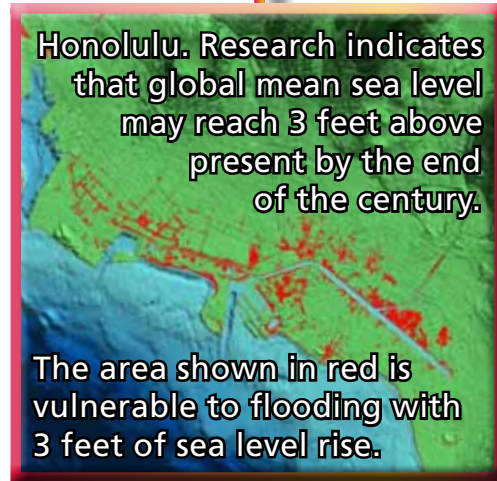 Honolulu. Research indicates
that global mean sea level
may reach 3 feet above
present by the end
of the century.
The area shown in red is
vulnerable to flooding with
3 feet of sea level rise.